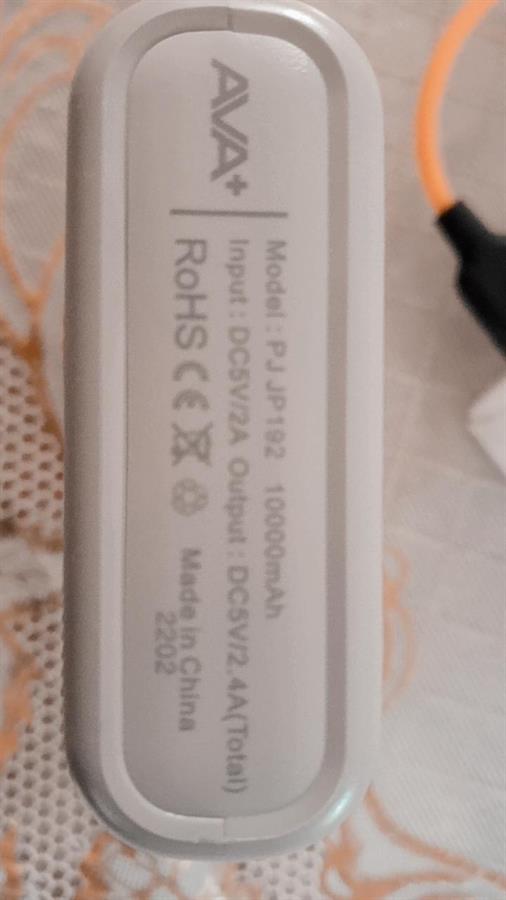 AVA+
Model : PJ JP192 10000mAh
Input : DC5V/2A Output : DC5V/2.4A(Total)
RoHS CE Made in China
2202